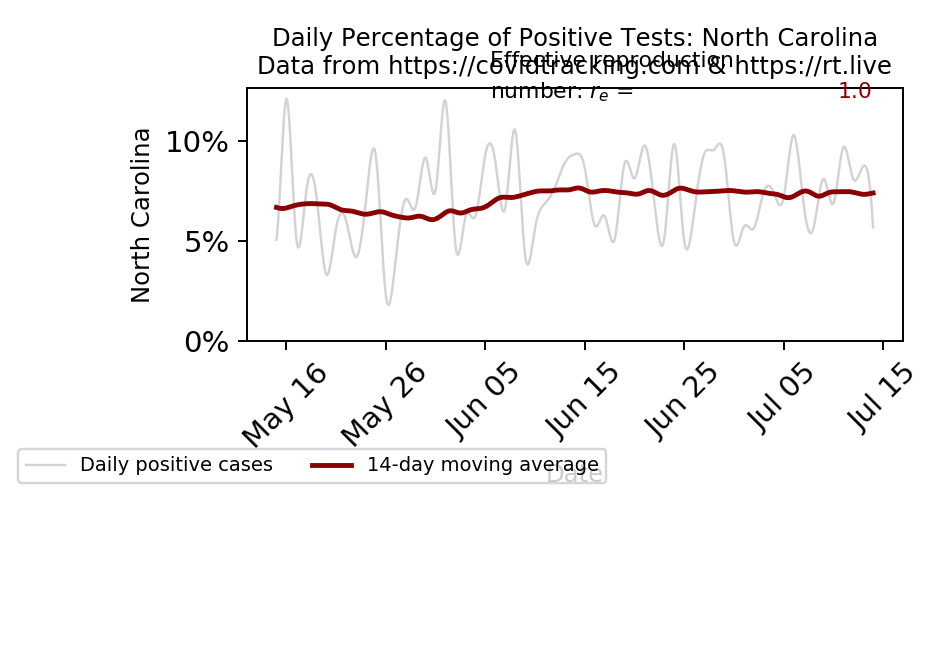 Daily Percentage of Positive Tests: North Carolina
Effective reproduction
Data from https://covidtracking.com & https://rt.live
number: rₑ = 1.0
North Carolina
10%
5%
0%
May 16
May 26
Jun 05
Jun 15
Jun 25
Jul 05
Jul 15
Daily positive cases
14-day moving average
Date